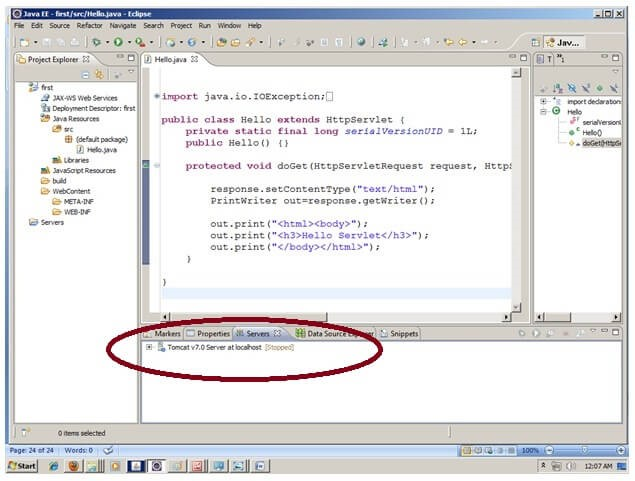 Java EE - first/src/Hello.java - Eclipse
File Edit Source Refactor Navigate Search Project Run Window Help
Java...
Project Explorer
first
JAX-WS Web Services
Deployment Descriptor: first
Java Resources
src
(default package)
Hello.java
Libraries
JavaScript Resources
build
WebContent
META-INF
WEB-INF
Servers
Hello.java
import java.io.IOException;
public class Hello extends HttpServlet {
private static final long serialVersionUID = 1L;
public Hello() {}
protected void doGet(HttpServletRequest request, HttpS
response.setContentType("text/html");
PrintWriter out=response.getWriter();
out.print("<html><body>");
out.print("<h3>Hello Servlet</h3>");
out.print("</body></html>");
}
}
import declarations
Hello
serialVersi
Hello()
doGet(HttpS
Markers Properties Servers Data Source Explorer Snippets
Tomcat v7.0 Server at localhost [Stopped]
0 items selected
Page: 24 of 24 Words: 0 100%
Start 12:07 AM